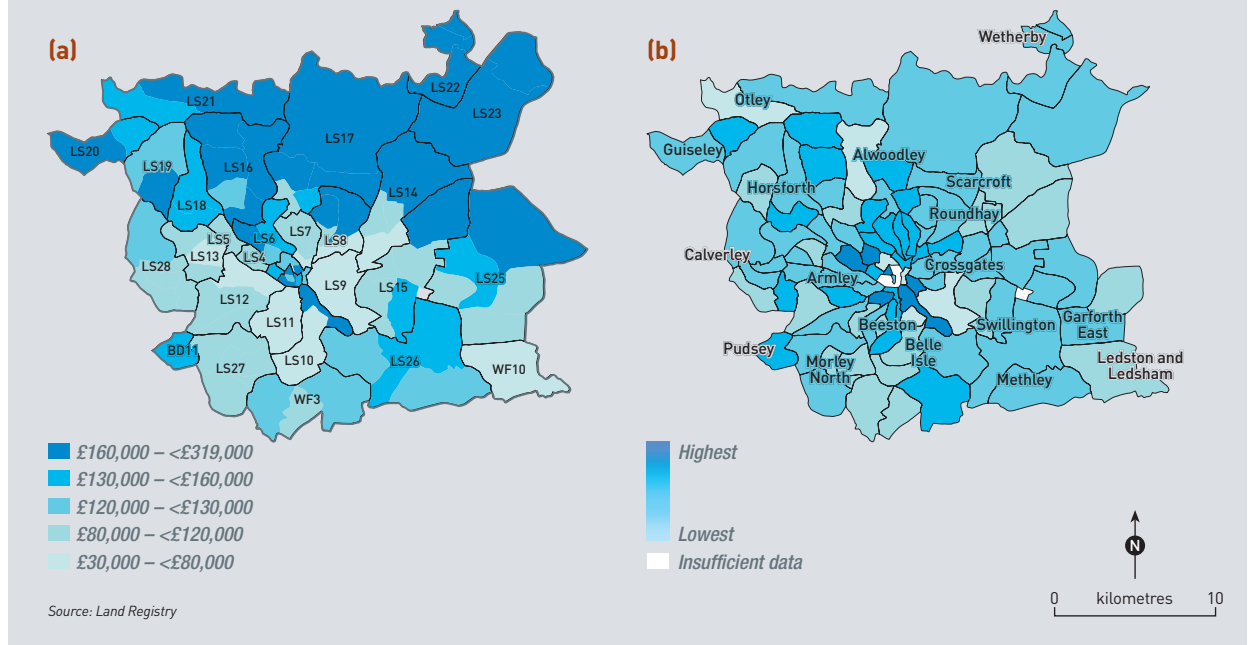 (a)
LS21
LS22
LS23
LS17
LS20
LS19
LS16
LS14
LS18
LS7
LS8
LS5
LS6
LS13
LS4
LS28
LS9
LS15
LS25
LS12
LS11
BD11
LS10
LS26
LS27
WF10
WF3
£160,000 – <£319,000
£130,000 – <£160,000
£120,000 – <£130,000
£80,000 – <£120,000
£30,000 – <£80,000
Source: Land Registry
(b)
Wetherby
Otley
Guiseley
Alwoodley
Horsforth
Scarcroft
Roundhay
Calverley
Crossgates
Armley
Beeston
Swillington
Garforth
East
Pudsey
Belle
Isle
Morley
North
Ledston and
Ledsham
Methley
Highest
Lowest
Insufficient data
N
0 kilometres 10